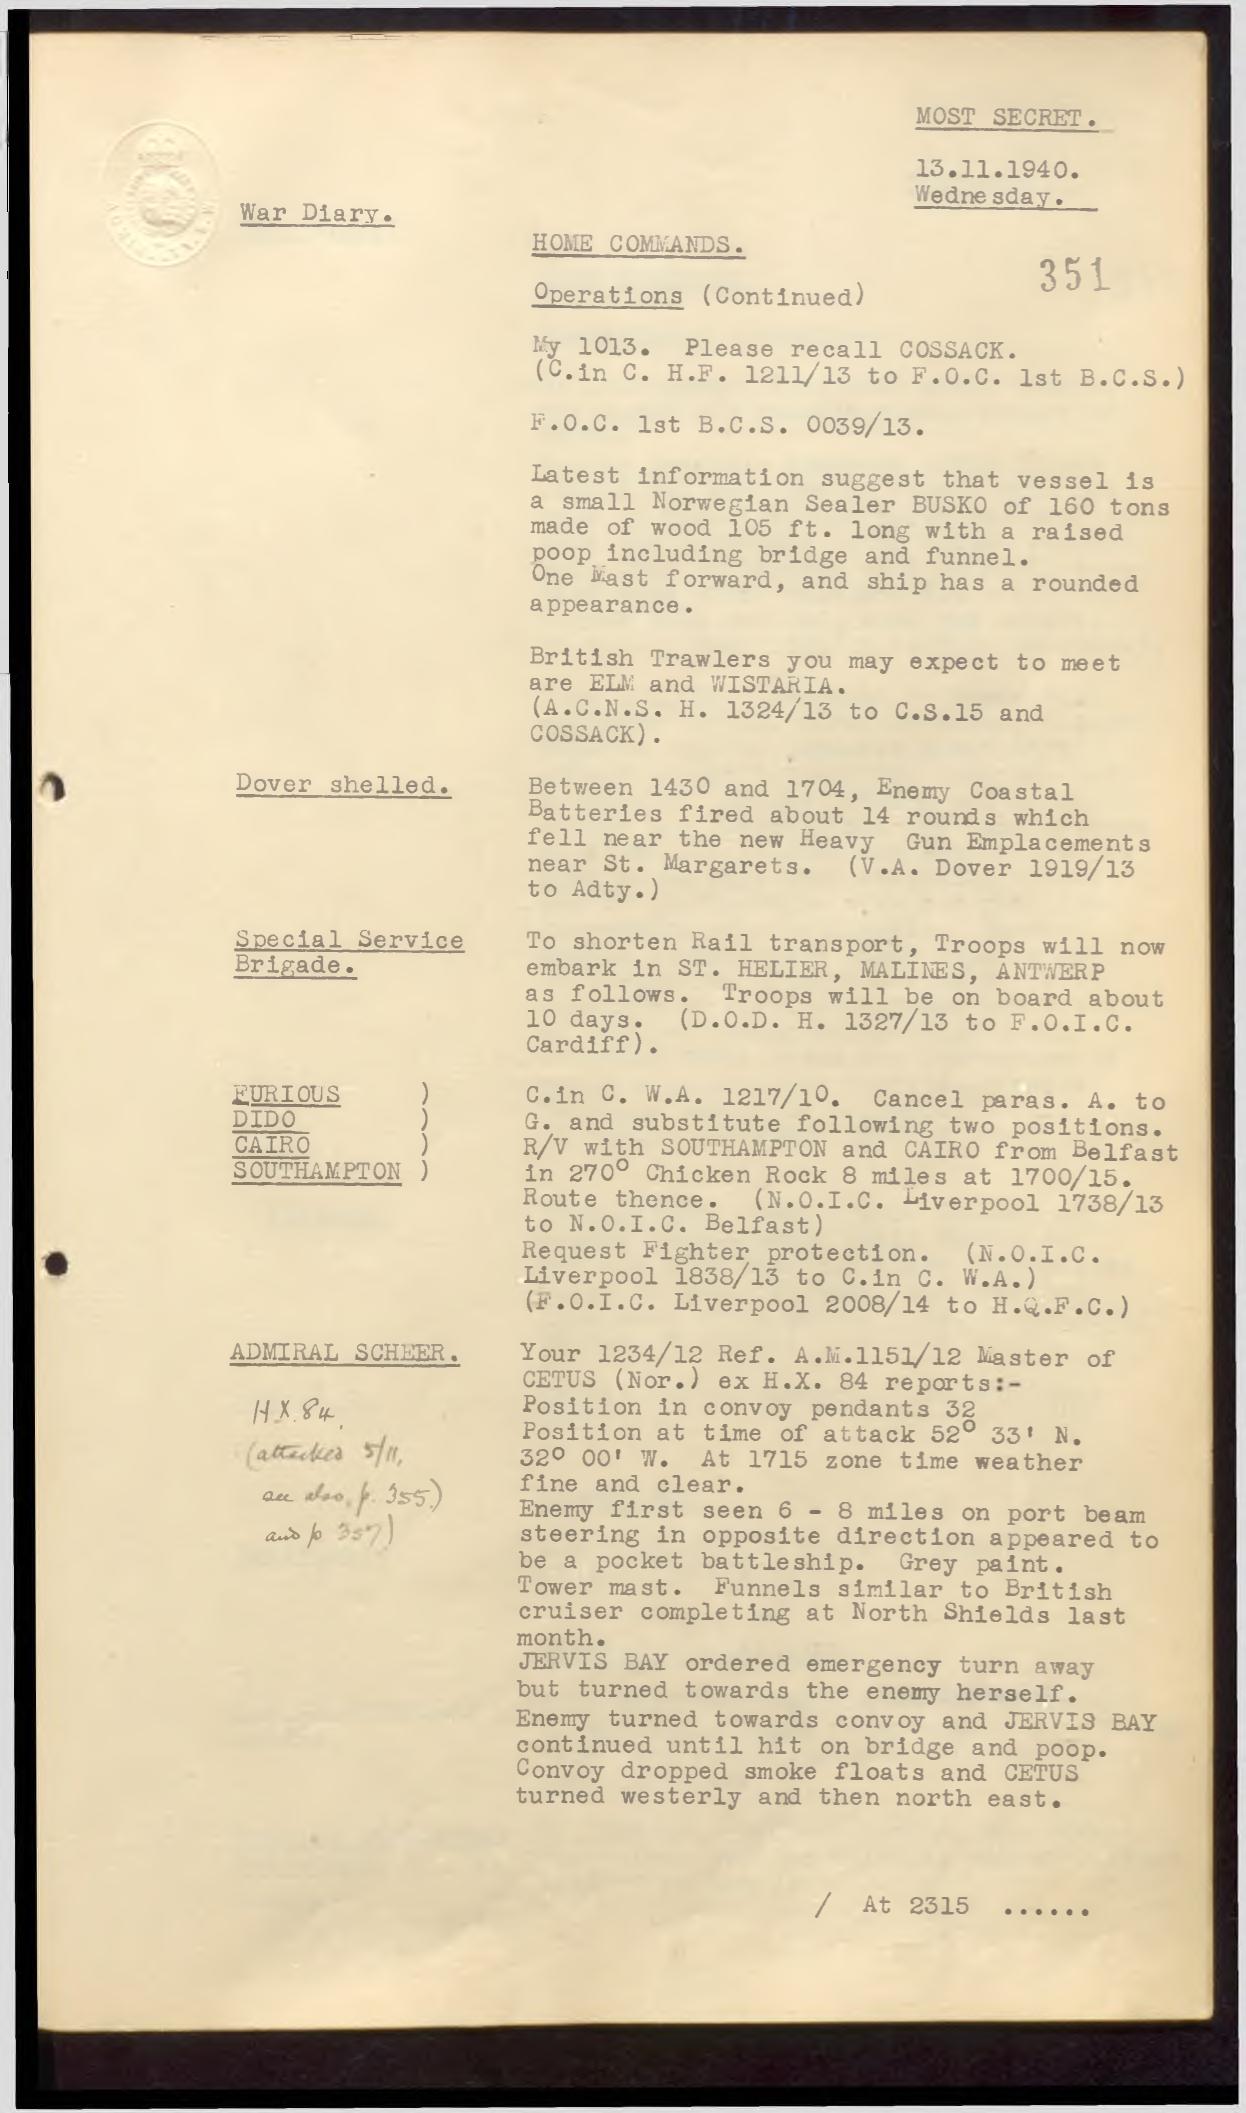 MOST SECRET.
13.11.1940.
Wednesday.
War Diary.
HOME COMMANDS.
351
Operations (Continued)
My 1013. Please recall COSSACK.
(C.in C. H.F. 1211/13 to F.O.C. 1st B.C.S.)
F.O.C. 1st B.C.S. 0039/13.
Latest information suggest that vessel is
a small Norwegian Sealer BUSKO of 160 tons
made of wood 105 ft. long with a raised
poop including bridge and funnel.
One Mast forward, and ship has a rounded
appearance.
British Trawlers you may expect to meet
are ELM and WISTARIA.
(A.C.N.S. H. 1324/13 to C.S.15 and
COSSACK).
Dover shelled.
Between 1430 and 1704, Enemy Coastal
Batteries fired about 14 rounds which
fell near the new Heavy Gun Emplacements
near St. Margarets. (V.A. Dover 1919/13
to Adty.)
Special Service
Brigade.
To shorten Rail transport, Troops will now
embark in ST. HELIER, MALINES, ANTWERP
as follows. Troops will be on board about
10 days. (D.O.D. H. 1327/13 to F.O.I.C.
Cardiff).
FURIOUS )
DIDO )
CAIRO )
SOUTHAMPTON )
C.in C. W.A. 1217/10. Cancel paras. A. to
G. and substitute following two positions.
R/V with SOUTHAMPTON and CAIRO from Belfast
in 270° Chicken Rock 8 miles at 1700/15.
Route thence. (N.O.I.C. Liverpool 1738/13
to N.O.I.C. Belfast)
Request Fighter protection. (N.O.I.C.
Liverpool 1838/13 to C.in C. W.A.)
(F.O.I.C. Liverpool 2008/14 to H.Q.F.C.)
ADMIRAL SCHEER.
H.X. 84.
(attacked 5/11,
see also, p. 355)
and p 357)
Your 1234/12 Ref. A.M.1151/12 Master of
CETUS (Nor.) ex H.X. 84 reports:-
Position in convoy pendants 32
Position at time of attack 52° 33' N.
32° 00' W. At 1715 zone time weather
fine and clear.
Enemy first seen 6 - 8 miles on port beam
steering in opposite direction appeared to
be a pocket battleship. Grey paint.
Tower mast. Funnels similar to British
cruiser completing at North Shields last
month.
JERVIS BAY ordered emergency turn away
but turned towards the enemy herself.
Enemy turned towards convoy and JERVIS BAY
continued until hit on bridge and poop.
Convoy dropped smoke floats and CETUS
turned westerly and then north east.
/ At 2315 ......